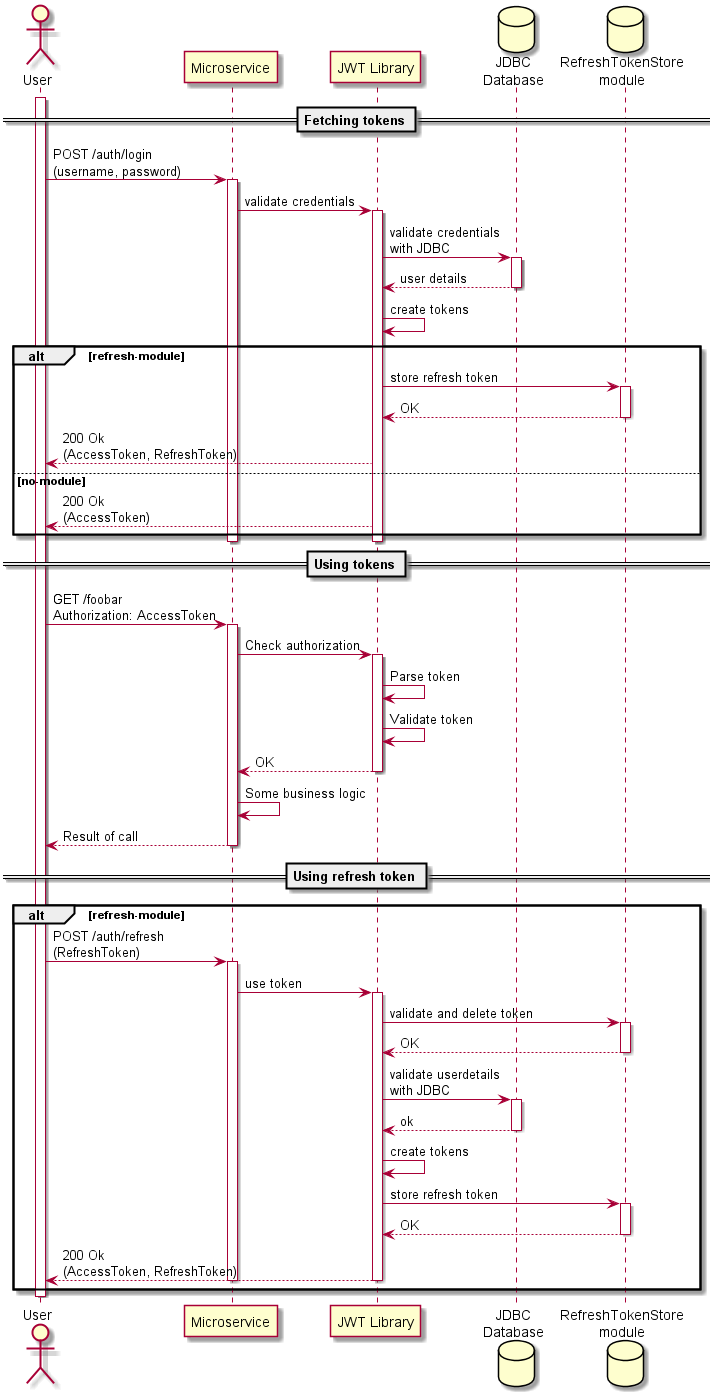 User
Microservice
JWT Library
JDBC
Database
RefreshTokenStore
module
Fetching tokens
POST /auth/login
(username, password)
validate credentials
validate credentials
with JDBC
user details
create tokens
alt [refresh-module]
store refresh token
OK
200 Ok
(AccessToken, RefreshToken)
[no-module]
200 Ok
(AccessToken)
Using tokens
GET /foobar
Authorization: AccessToken
Check authorization
Parse token
Validate token
OK
Some business logic
Result of call
Using refresh token
alt [refresh-module]
POST /auth/refresh
(RefreshToken)
use token
validate and delete token
OK
validate userdetails
with JDBC
ok
create tokens
store refresh token
OK
200 Ok
(AccessToken, RefreshToken)
User
Microservice
JWT Library
JDBC
Database
RefreshTokenStore
module